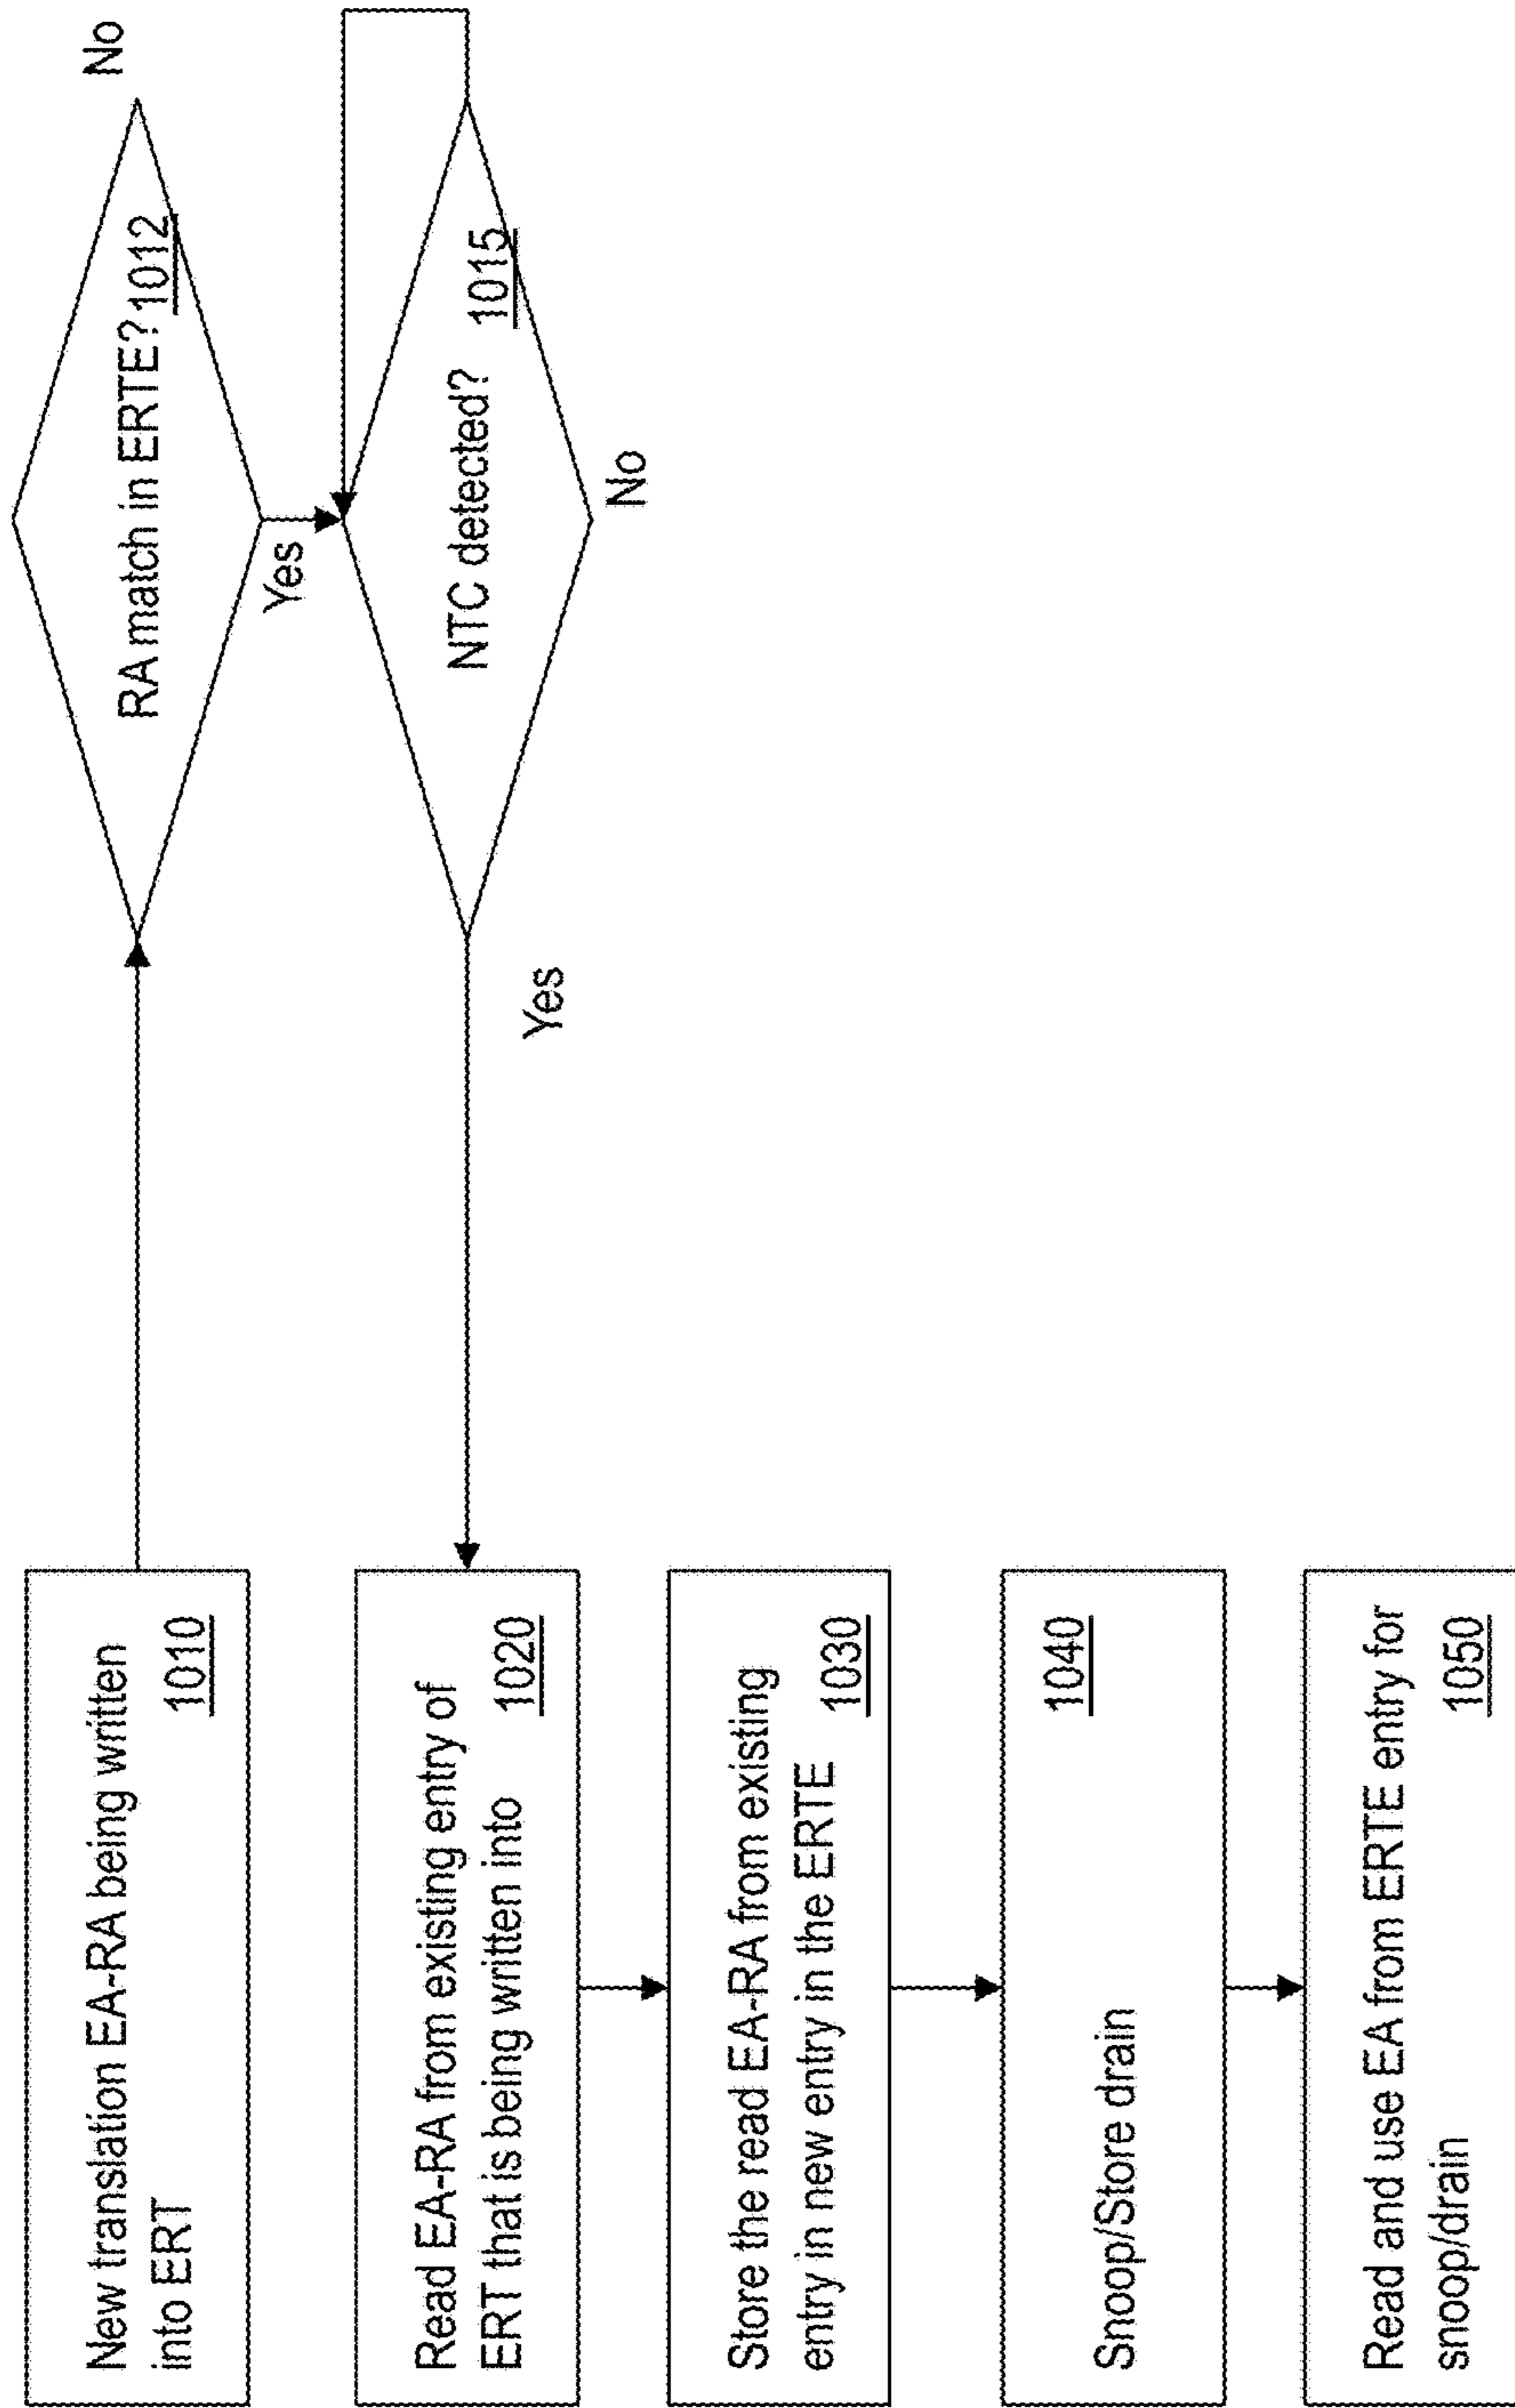 New translation EA-RA being written
into ERT 1010
RA match in ERTE? 1012
No
Yes
NTC detected? 1015
No
Yes
Read EA-RA from existing entry of
ERT that is being written into 1020
Store the read EA-RA from existing
entry in new entry in the ERTE 1030
Snoop/Store drain 1040
Read and use EA from ERTE entry for
snoop/drain 1050